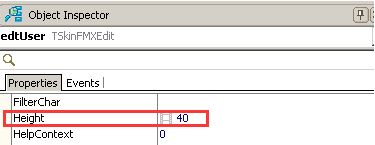 Object Inspector
edtUser TSkinFMXEdit
Properties Events
FilterChar
Height 40
HelpContext 0